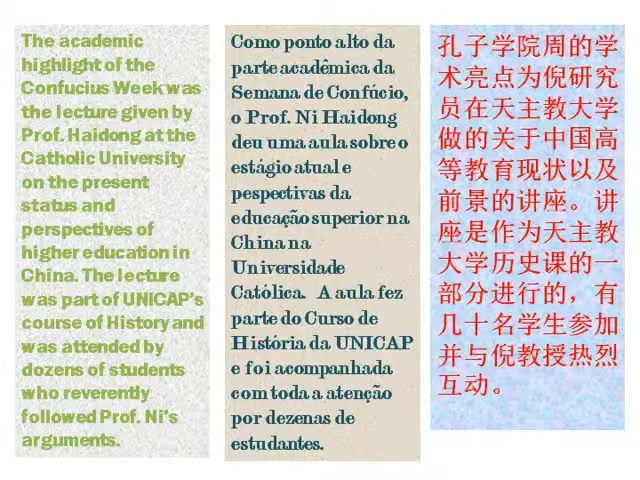 The academic
highlight of the
Confucius Week was
the lecture given by
Prof. Haidong at the
Catholic University
on the present
status and
perspectives of
higher education in
China. The lecture
was part of UNICAP's
course of History and
was attended by
dozens of students
who reverently
followed Prof. Ni's
arguments.
Como ponto alto da
parte acadêmica da
Semana de Confúcio,
o Prof. Ni Haidong
deu uma aula sobre o
estágio atual e
pespectivas da
educação superior na
China na
Universidade
Católica. A aula fez
parte do Curso de
História da UNICAP
e foi acompanhada
com toda a atenção
por dezenas de
estudantes.
孔子学院周的学
术亮点为倪研究
员在天主教大学
做的关于中国高
等教育现状以及
前景的讲座。讲
座是作为天主教
大学历史课的一
部分进行的，有
几十名学生参加
并与倪教授热烈
互动。